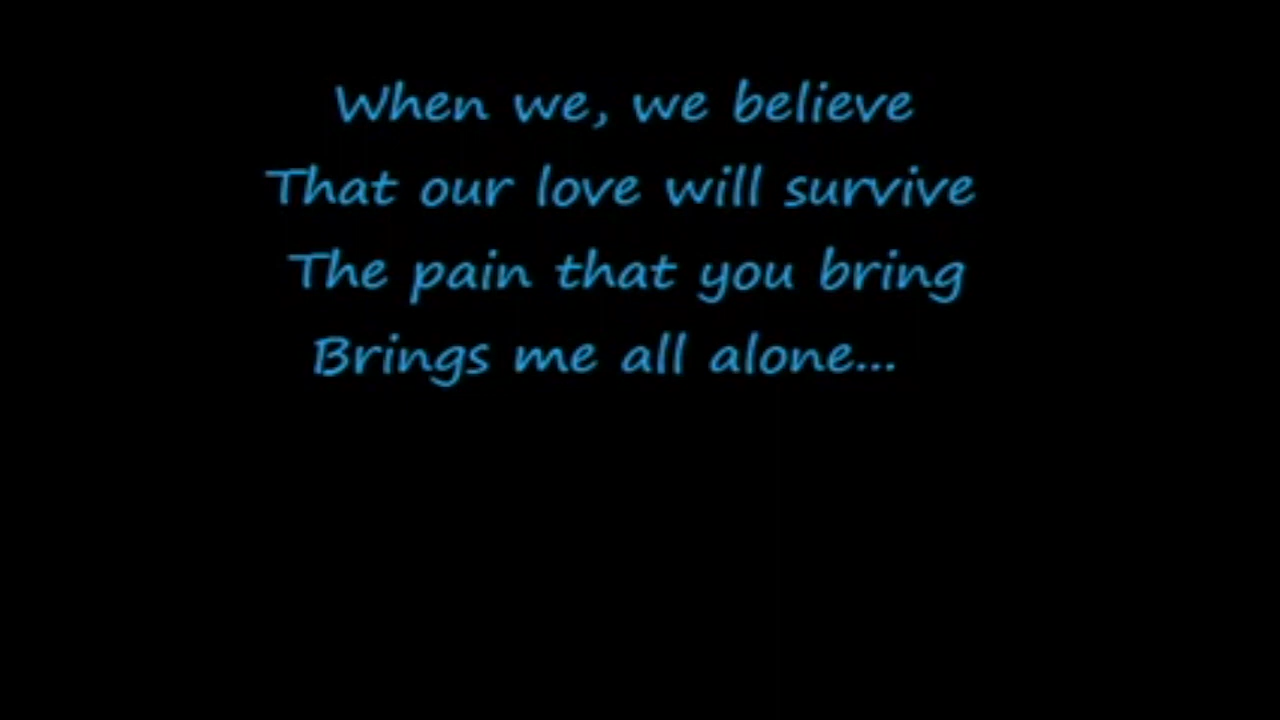 When we, we believe
That our love will survive
The pain that you bring
Brings me all alone...